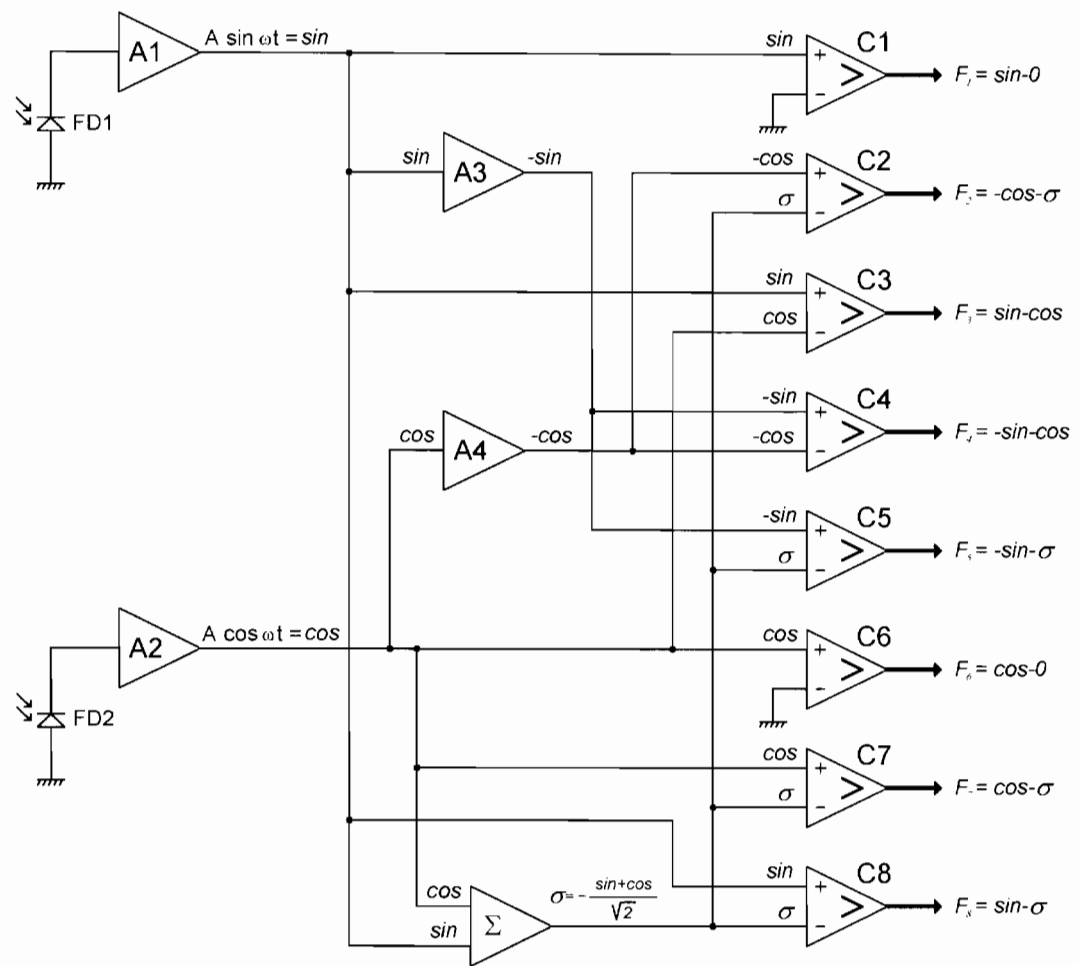 A1
A sin ωt = sin
FD1
sin
+
-
>
C1
F₁ = sin-0
sin
A3
-sin
-cos
σ
+
-
>
C2
F₂ = -cos-σ
sin
cos
+
-
>
C3
F₃ = sin-cos
cos
A4
-cos
-sin
-cos
+
-
>
C4
F₄ = -sin-cos
-sin
σ
+
-
>
C5
F₅ = -sin-σ
A2
A cos ωt = cos
FD2
cos
+
-
>
C6
F₆ = cos-0
cos
σ
+
-
>
C7
F₇ = cos-σ
cos
sin
Σ
σ=- sin+cos
√2
sin
σ
+
-
>
C8
F₈ = sin-σ